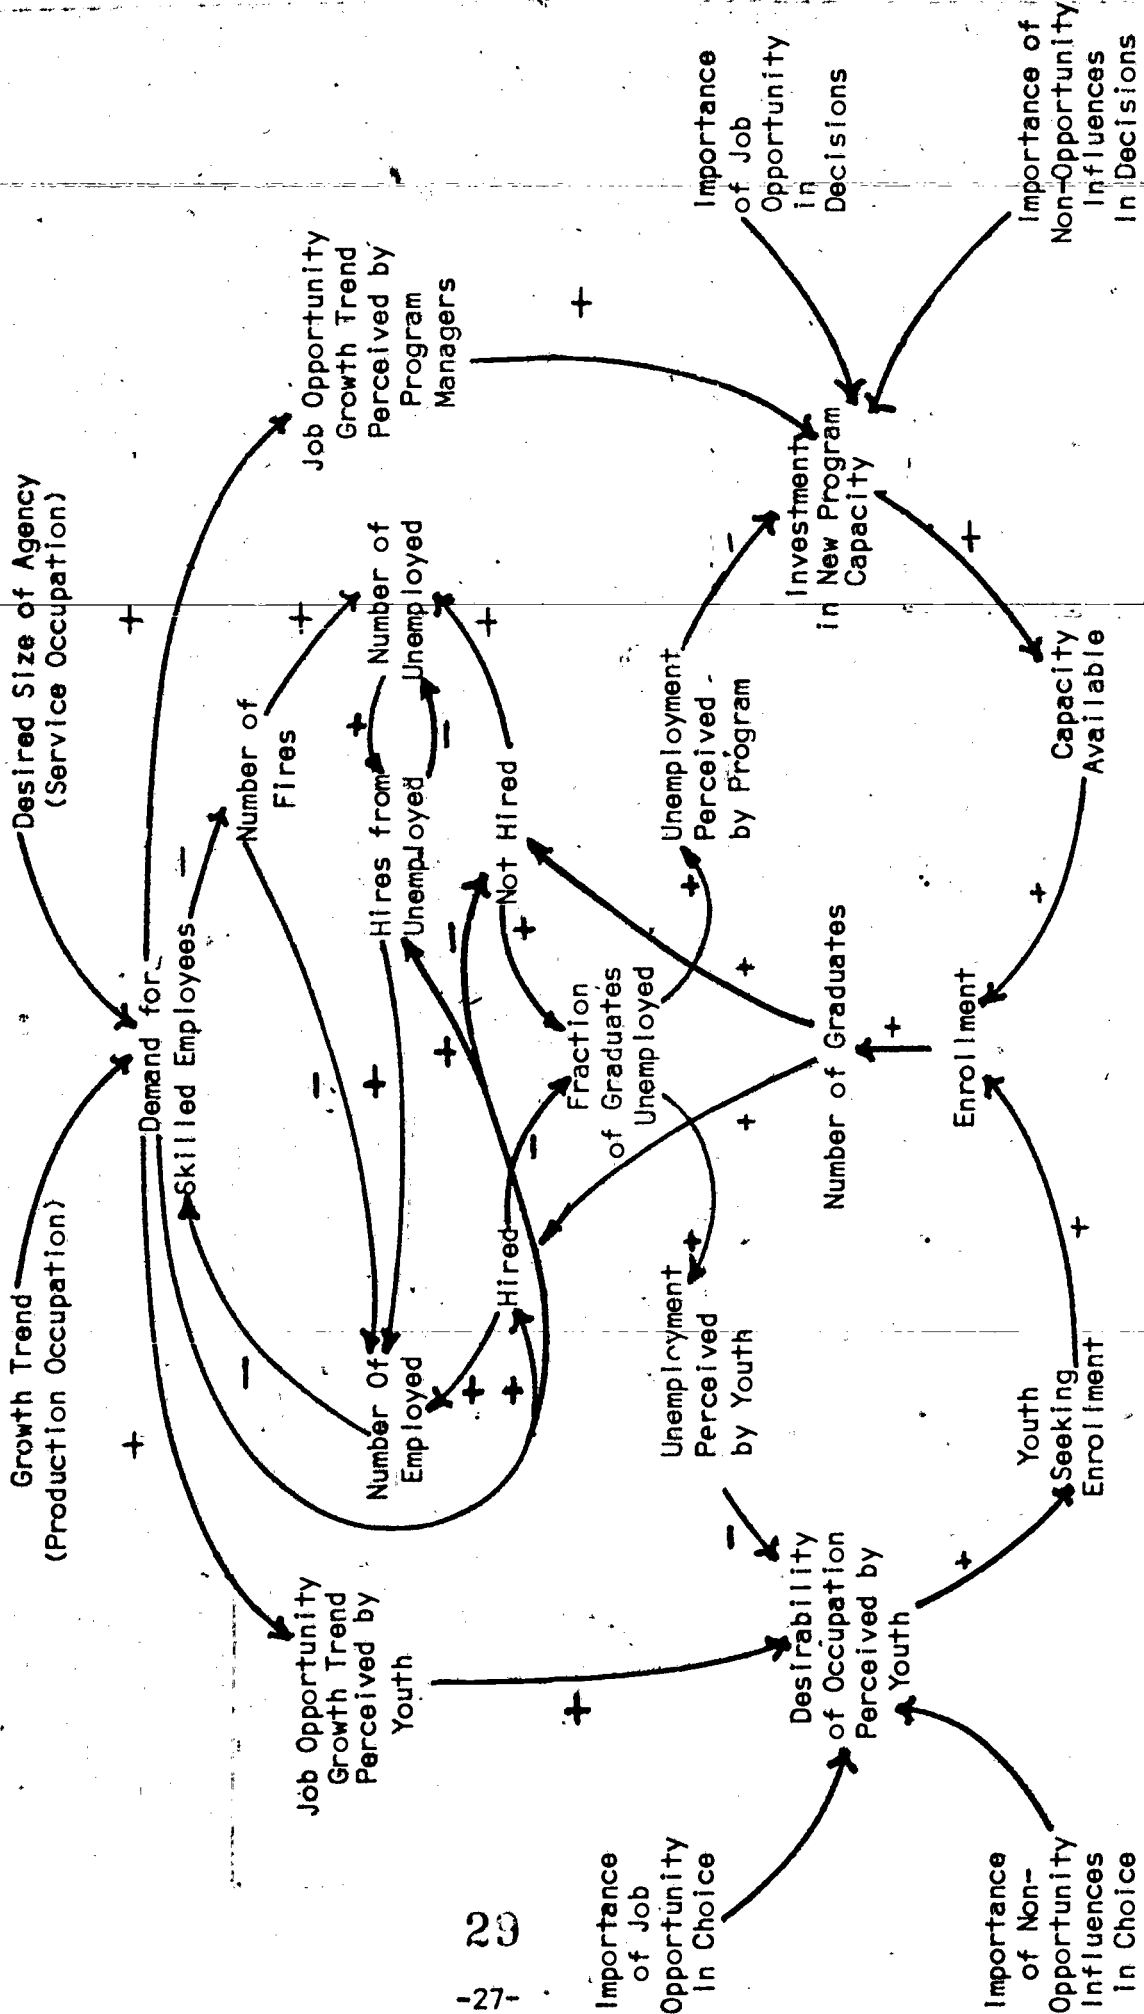 Growth Trend
(Production Occupation)
Desired Size of Agency
(Service Occupation)
+
+
Demand for
Skilled Employees
−
Job Opportunity
Growth Trend
Perceived by
Youth
Number of
Fires
+
Job Opportunity
Growth Trend
Perceived by
Program
Managers
−
−
+
Number Of
Employed
Hires from
Unemployed
+
−
Number of
Unemployed
+
+
+
Hired
+
−
Not Hired
+
+
−
Fraction
of Graduates
Unemployed
+
+
+
Unemployment
Perceived
by Youth
+
+
Unemployment
Perceived -
by Program
−
−
Importance
of Job
Opportunity
in Choice
Importance
of Job
Opportunity
in
Decisions
Desirability
of Occupation
Perceived by
Youth
Number of Graduates
Investment
in New Program
Capacity
+
+
+
Importance
of Non-
Opportunity
Influences
in Choice
Youth
Seeking
Enrollment
+
Enrollment
+
Capacity
Available
Importance of
Non-Opportunity
Influences
In Decisions
29
-27-